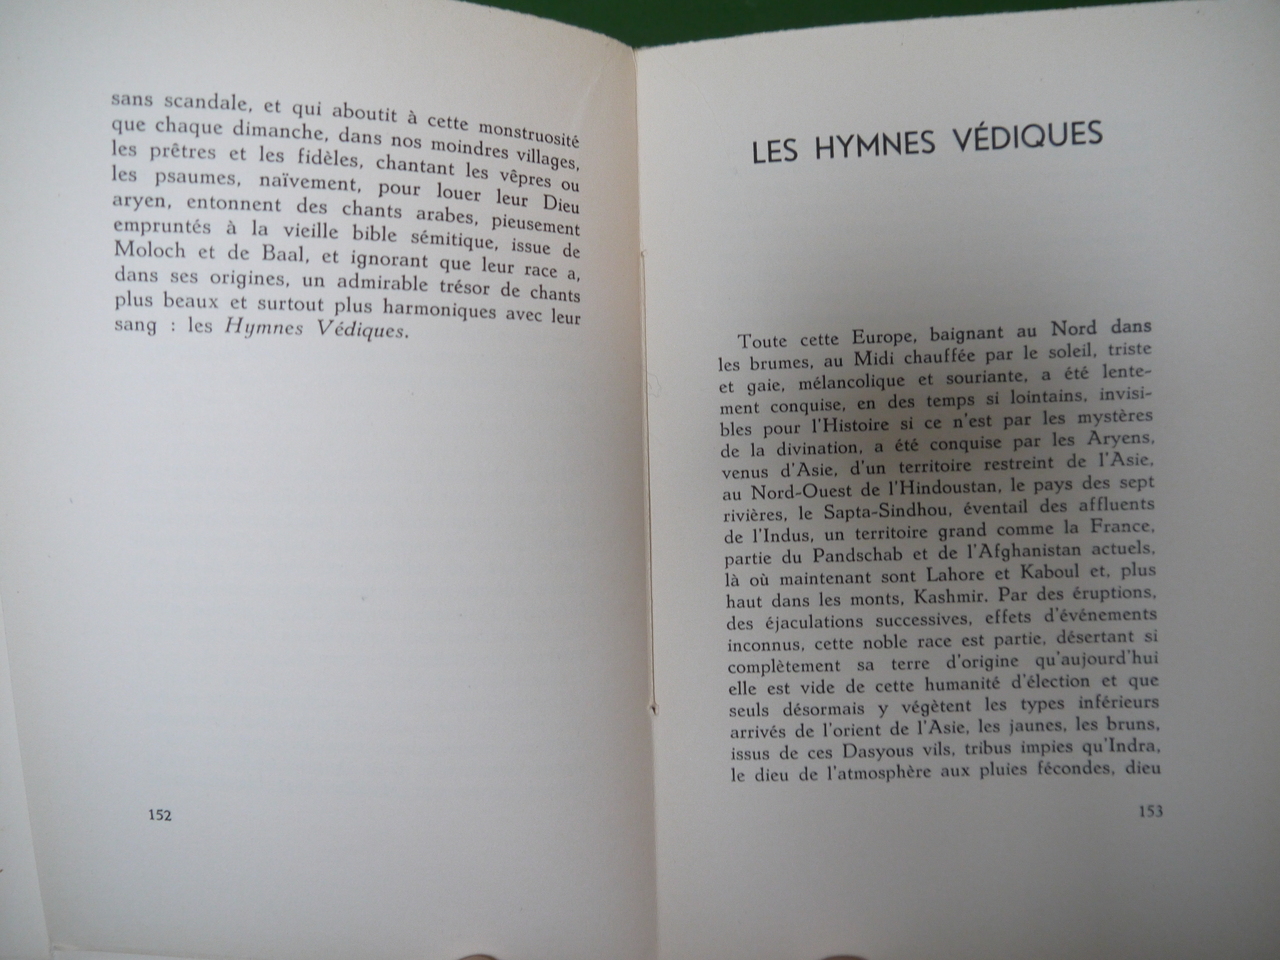 sans scandale, et qui aboutit à cette monstruosité
que chaque dimanche, dans nos moindres villages,
les prêtres et les fidèles, chantant les vêpres ou
les psaumes, naïvement, pour louer leur Dieu
aryen, entonnent des chants arabes, pieusement
empruntés à la vieille bible sémitique, issue de
Moloch et de Baal, et ignorant que leur race a,
dans ses origines, un admirable trésor de chants
plus beaux et surtout plus harmoniques avec leur
sang : les Hymnes Védiques.
152
LES HYMNES VÉDIQUES
Toute cette Europe, baignant au Nord dans
les brumes, au Midi chauffée par le soleil, triste
et gaie, mélancolique et souriante, a été lente-
ment conquise, en des temps si lointains, invisi-
bles pour l'Histoire si ce n'est par les mystères
de la divination, a été conquise par les Aryens,
venus d'Asie, d'un territoire restreint de l'Asie,
au Nord-Ouest de l'Hindoustan, le pays des sept
rivières, le Sapta-Sindhou, éventail des affluents
de l'Indus, un territoire grand comme la France,
partie du Pandschab et de l'Afghanistan actuels,
là où maintenant sont Lahore et Kaboul et, plus
haut dans les monts, Kashmir. Par des éruptions,
des éjaculations successives, effets d'événements
inconnus, cette noble race est partie, désertant si
complètement sa terre d'origine qu'aujourd'hui
elle est vide de cette humanité d'élection et que
seuls désormais y végètent les types inférieurs
arrivés de l'orient de l'Asie, les jaunes, les bruns,
issus de ces Dasyous vils, tribus impies qu'Indra,
le dieu de l'atmosphère aux pluies fécondes, dieu
153